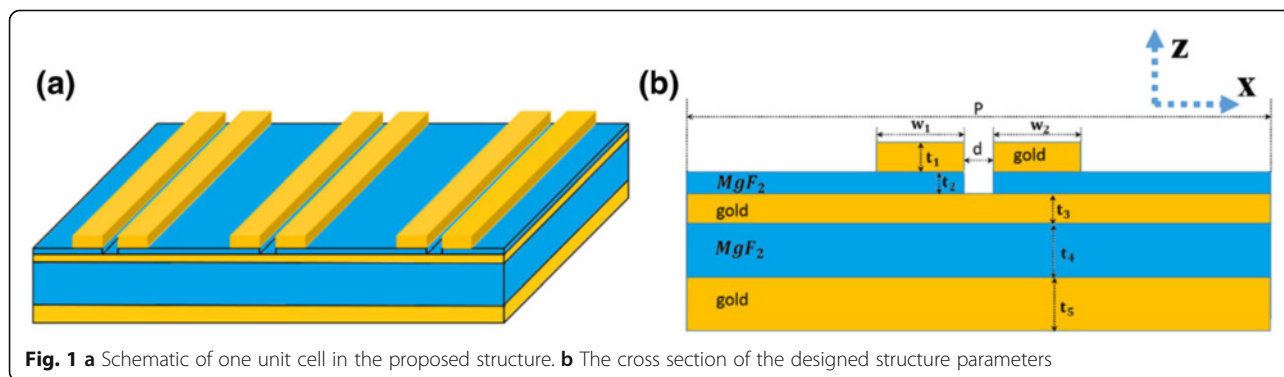 (a)
(b)
z
x
P
w₁
w₂
t₁
d
gold
MgF₂
t₂
gold
t₃
MgF₂
t₄
gold
t₅
Fig. 1 a Schematic of one unit cell in the proposed structure. b The cross section of the designed structure parameters